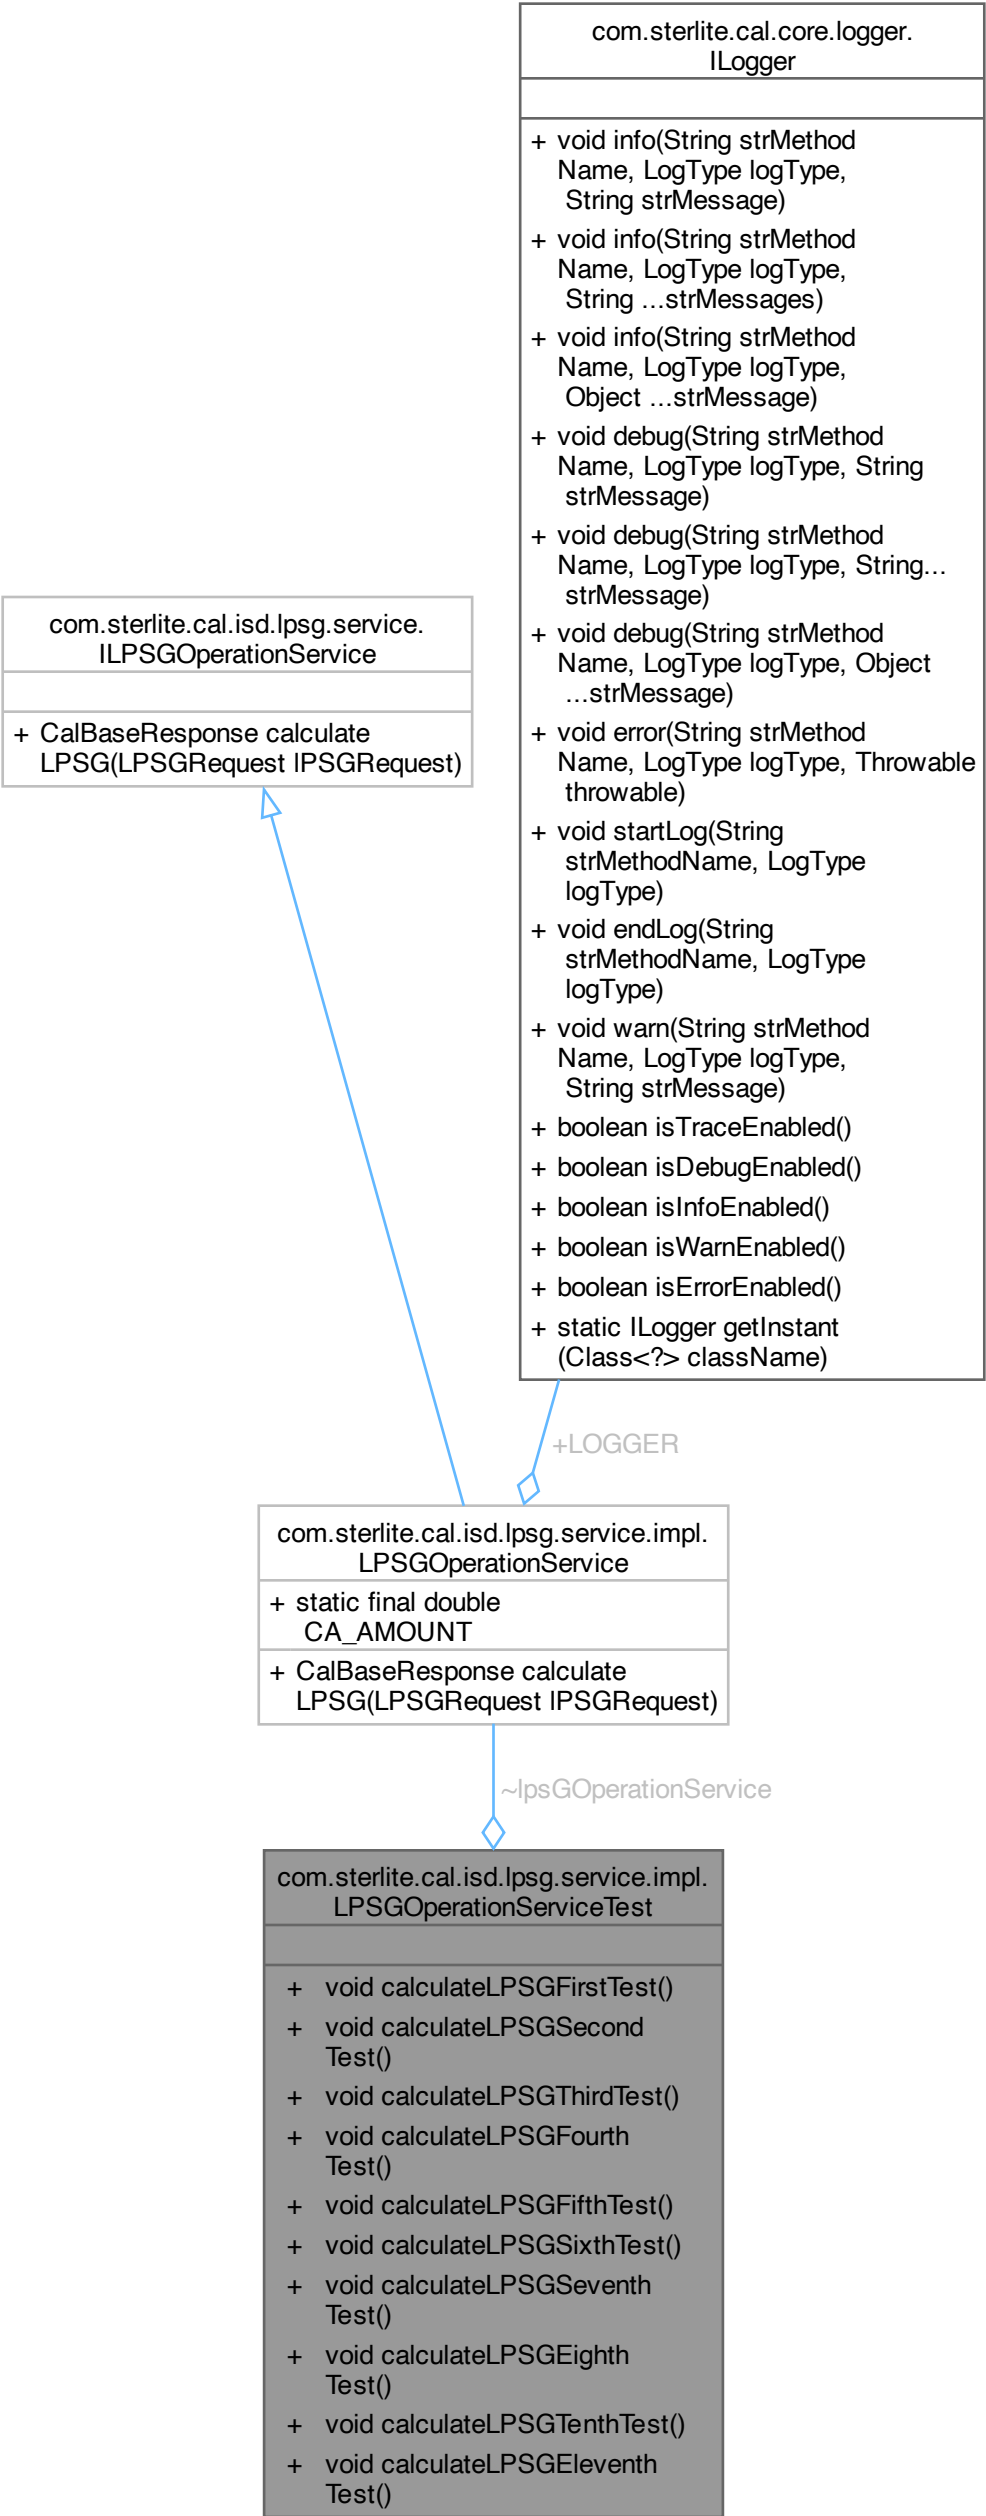 com.sterlite.cal.core.logger.
ILogger
+ void info(String strMethod
Name, LogType logType,
String strMessage)
+ void info(String strMethod
Name, LogType logType,
String ...strMessages)
+ void info(String strMethod
Name, LogType logType,
Object ...strMessage)
+ void debug(String strMethod
Name, LogType logType, String
strMessage)
+ void debug(String strMethod
Name, LogType logType, String...
strMessage)
+ void debug(String strMethod
Name, LogType logType, Object
...strMessage)
+ void error(String strMethod
Name, LogType logType, Throwable
throwable)
+ void startLog(String
strMethodName, LogType
logType)
+ void endLog(String
strMethodName, LogType
logType)
+ void warn(String strMethod
Name, LogType logType,
String strMessage)
+ boolean isTraceEnabled()
+ boolean isDebugEnabled()
+ boolean isInfoEnabled()
+ boolean isWarnEnabled()
+ boolean isErrorEnabled()
+ static ILogger getInstant
(Class<?> className)
com.sterlite.cal.isd.lpsg.service.
ILPSGOperationService
+ CalBaseResponse calculate
LPSG(LPSGRequest lPSGRequest)
+LOGGER
com.sterlite.cal.isd.lpsg.service.impl.
LPSGOperationService
+ static final double
CA_AMOUNT
+ CalBaseResponse calculate
LPSG(LPSGRequest lPSGRequest)
~lpsGOperationService
com.sterlite.cal.isd.lpsg.service.impl.
LPSGOperationServiceTest
+ void calculateLPSGFirstTest()
+ void calculateLPSGSecond
Test()
+ void calculateLPSGThirdTest()
+ void calculateLPSGFourth
Test()
+ void calculateLPSGFifthTest()
+ void calculateLPSGSixthTest()
+ void calculateLPSGSeventh
Test()
+ void calculateLPSGEighth
Test()
+ void calculateLPSGTenthTest()
+ void calculateLPSGEleventh
Test()